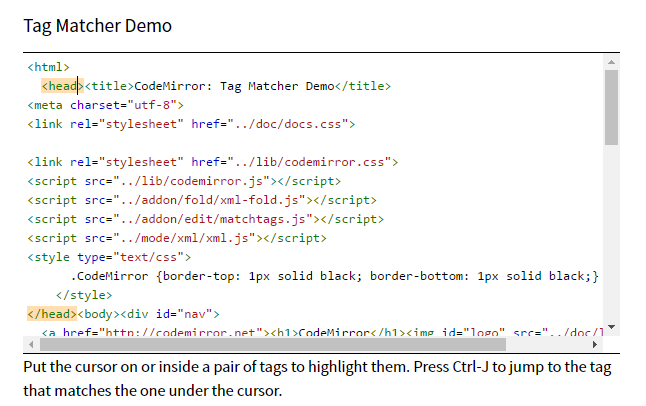 Tag Matcher Demo
<html>
<head><title>CodeMirror: Tag Matcher Demo</title>
<meta charset="utf-8">
<link rel="stylesheet" href="../doc/docs.css">
<link rel="stylesheet" href="../lib/codemirror.css">
<script src="../lib/codemirror.js"></script>
<script src="../addon/fold/xml-fold.js"></script>
<script src="../addon/edit/matchtags.js"></script>
<script src="../mode/xml/xml.js"></script>
<style type="text/css">
.CodeMirror {border-top: 1px solid black; border-bottom: 1px solid black;}
</style>
</head><body><div id="nav">
<a href="http://codemirror.net"><h1>CodeMirror</h1><img id="logo" src="../doc/l
Put the cursor on or inside a pair of tags to highlight them. Press Ctrl-J to jump to the tag
that matches the one under the cursor.